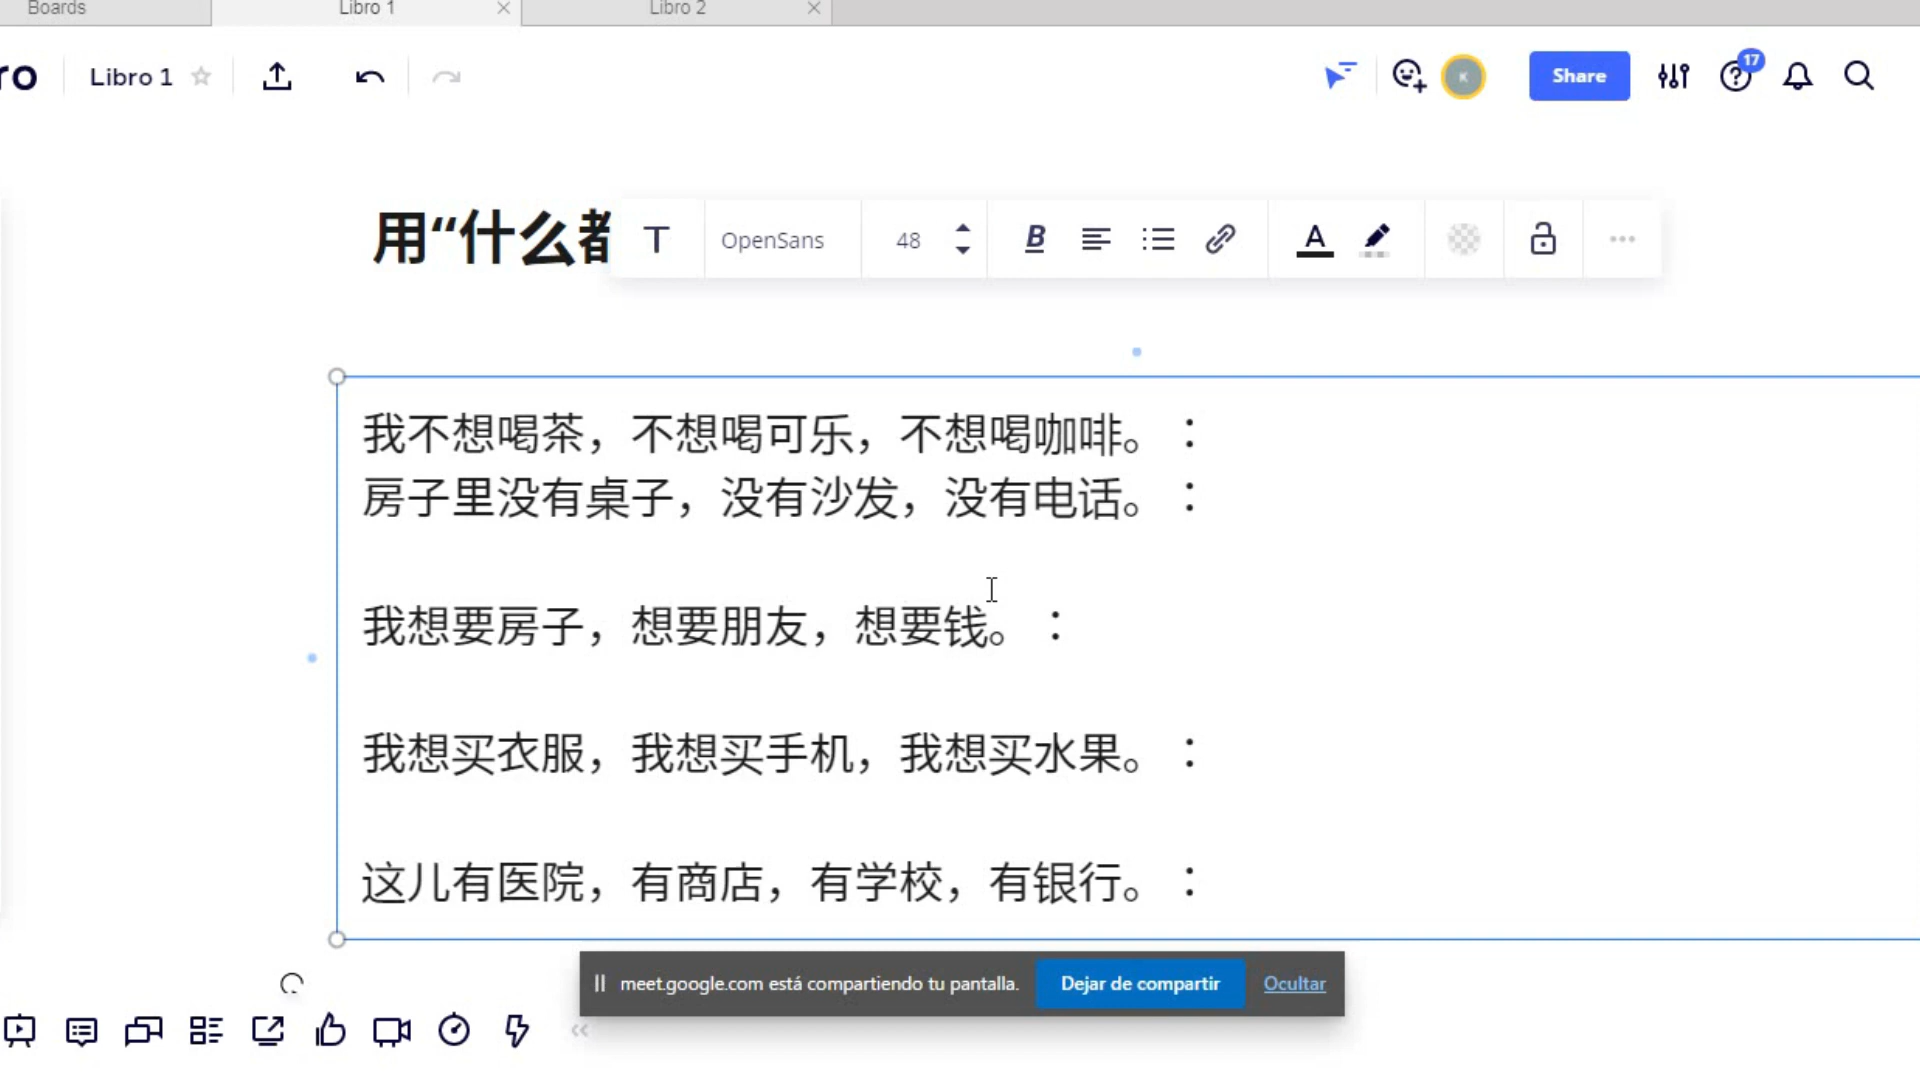 Boards
Libro 1
Libro 2
ro
Libro 1
K
Share
17
用“什么都
T
OpenSans
48
B
A
我不想喝茶，不想喝可乐，不想喝咖啡。：
房子里没有桌子，没有沙发，没有电话。：
我想要房子，想要朋友，想要钱。：
我想买衣服，我想买手机，我想买水果。：
这儿有医院，有商店，有学校，有银行。：
meet.google.com está compartiendo tu pantalla.
Dejar de compartir
Ocultar